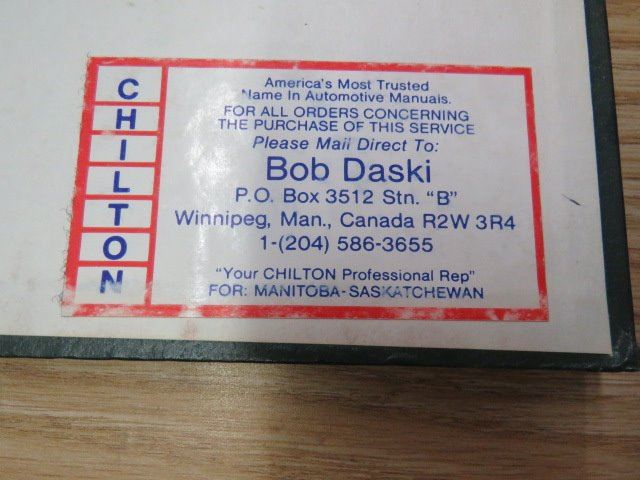 CHILTON
America's Most Trusted
Name In Automotive Manuals.
FOR ALL ORDERS CONCERNING
THE PURCHASE OF THIS SERVICE
Please Mail Direct To:
Bob Daski
P.O. Box 3512 Stn. "B"
Winnipeg, Man., Canada R2W 3R4
1-(204) 586-3655
"Your CHILTON Professional Rep"
FOR: MANITOBA-SASKATCHEWAN